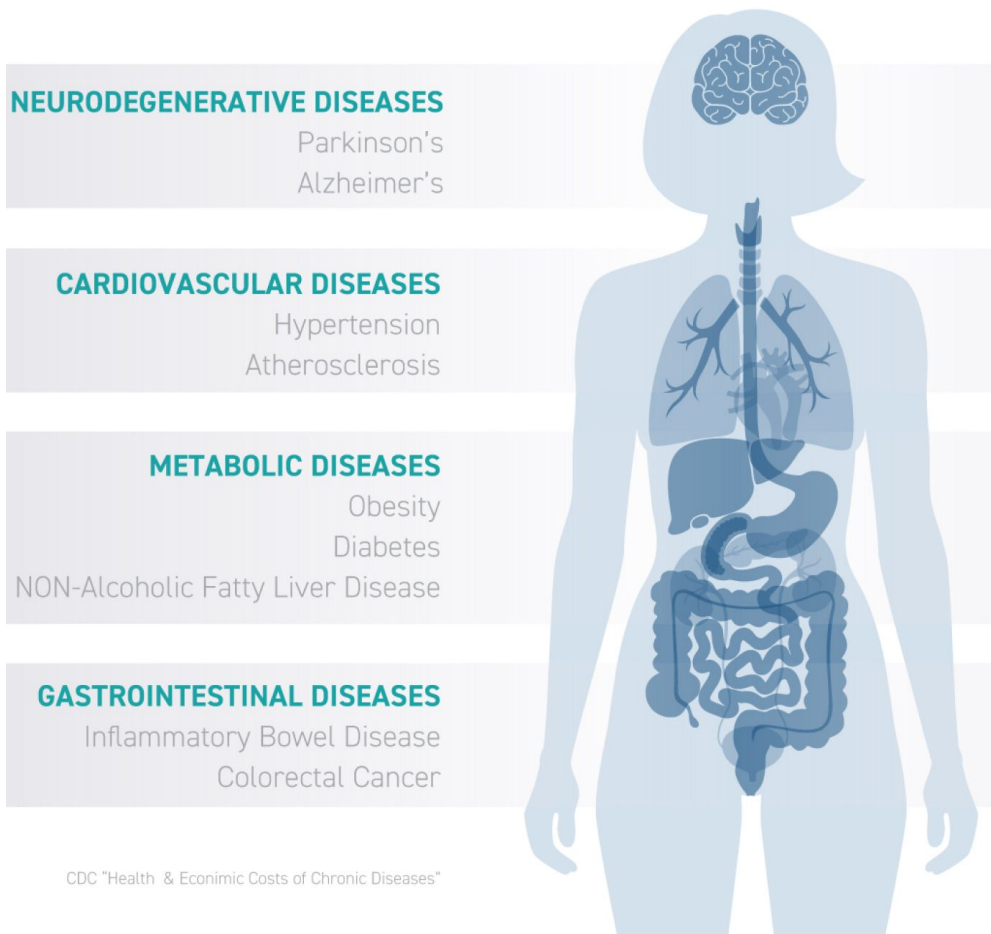 NEURODEGENERATIVE DISEASES
Parkinson's
Alzheimer's
CARDIOVASCULAR DISEASES
Hypertension
Atherosclerosis
METABOLIC DISEASES
Obesity
Diabetes
NON-Alcoholic Fatty Liver Disease
GASTROINTESTINAL DISEASES
Inflammatory Bowel Disease
Colorectal Cancer
CDC "Health & Econimic Costs of Chronic Diseases"